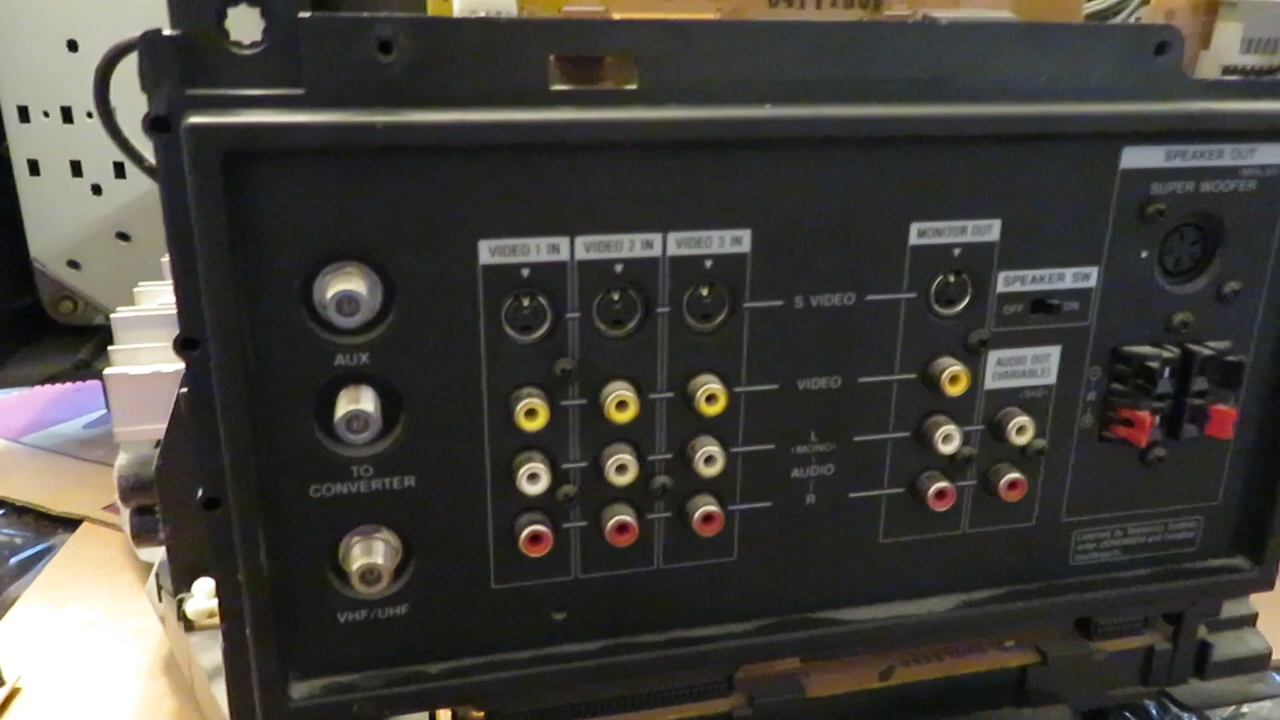 SPEAKER OUT
SUPER WOOFER
VIDEO 1 IN
VIDEO 2 IN
VIDEO 3 IN
MONITOR OUT
S VIDEO
SPEAKER SW
OFF
ON
AUX
VIDEO
AUDIO OUT
(VARIABLE)
L
(MONO)
AUDIO
R
TO
CONVERTER
VHF/UHF